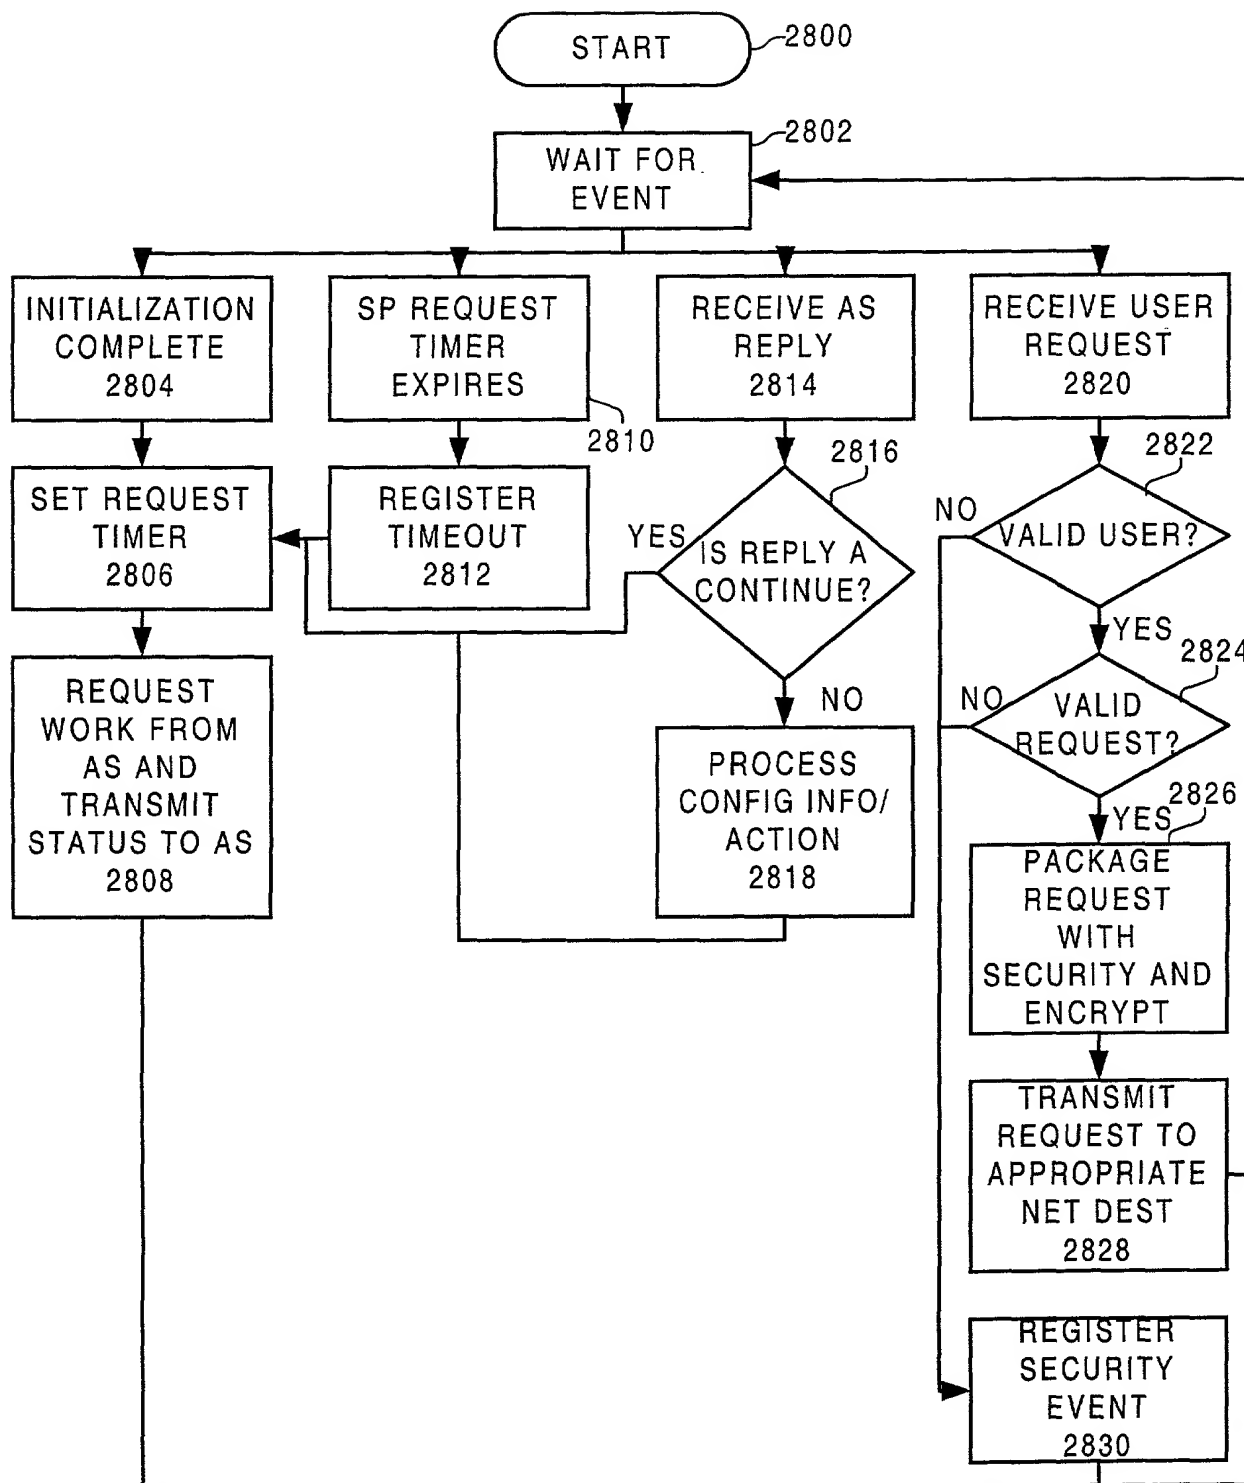 START
2800
WAIT FOR
EVENT
2802
INITIALIZATION
COMPLETE
2804
SP REQUEST
TIMER
EXPIRES
2810
RECEIVE AS
REPLY
2814
RECEIVE USER
REQUEST
2820
SET REQUEST
TIMER
2806
REGISTER
TIMEOUT
2812
2816
YES
IS REPLY A
CONTINUE?
NO
2822
NO
VALID USER?
YES
2824
NO
VALID
REQUEST?
YES
2826
REQUEST
WORK FROM
AS AND
TRANSMIT
STATUS TO AS
2808
PROCESS
CONFIG INFO/
ACTION
2818
PACKAGE
REQUEST
WITH
SECURITY AND
ENCRYPT
TRANSMIT
REQUEST TO
APPROPRIATE
NET DEST
2828
REGISTER
SECURITY
EVENT
2830